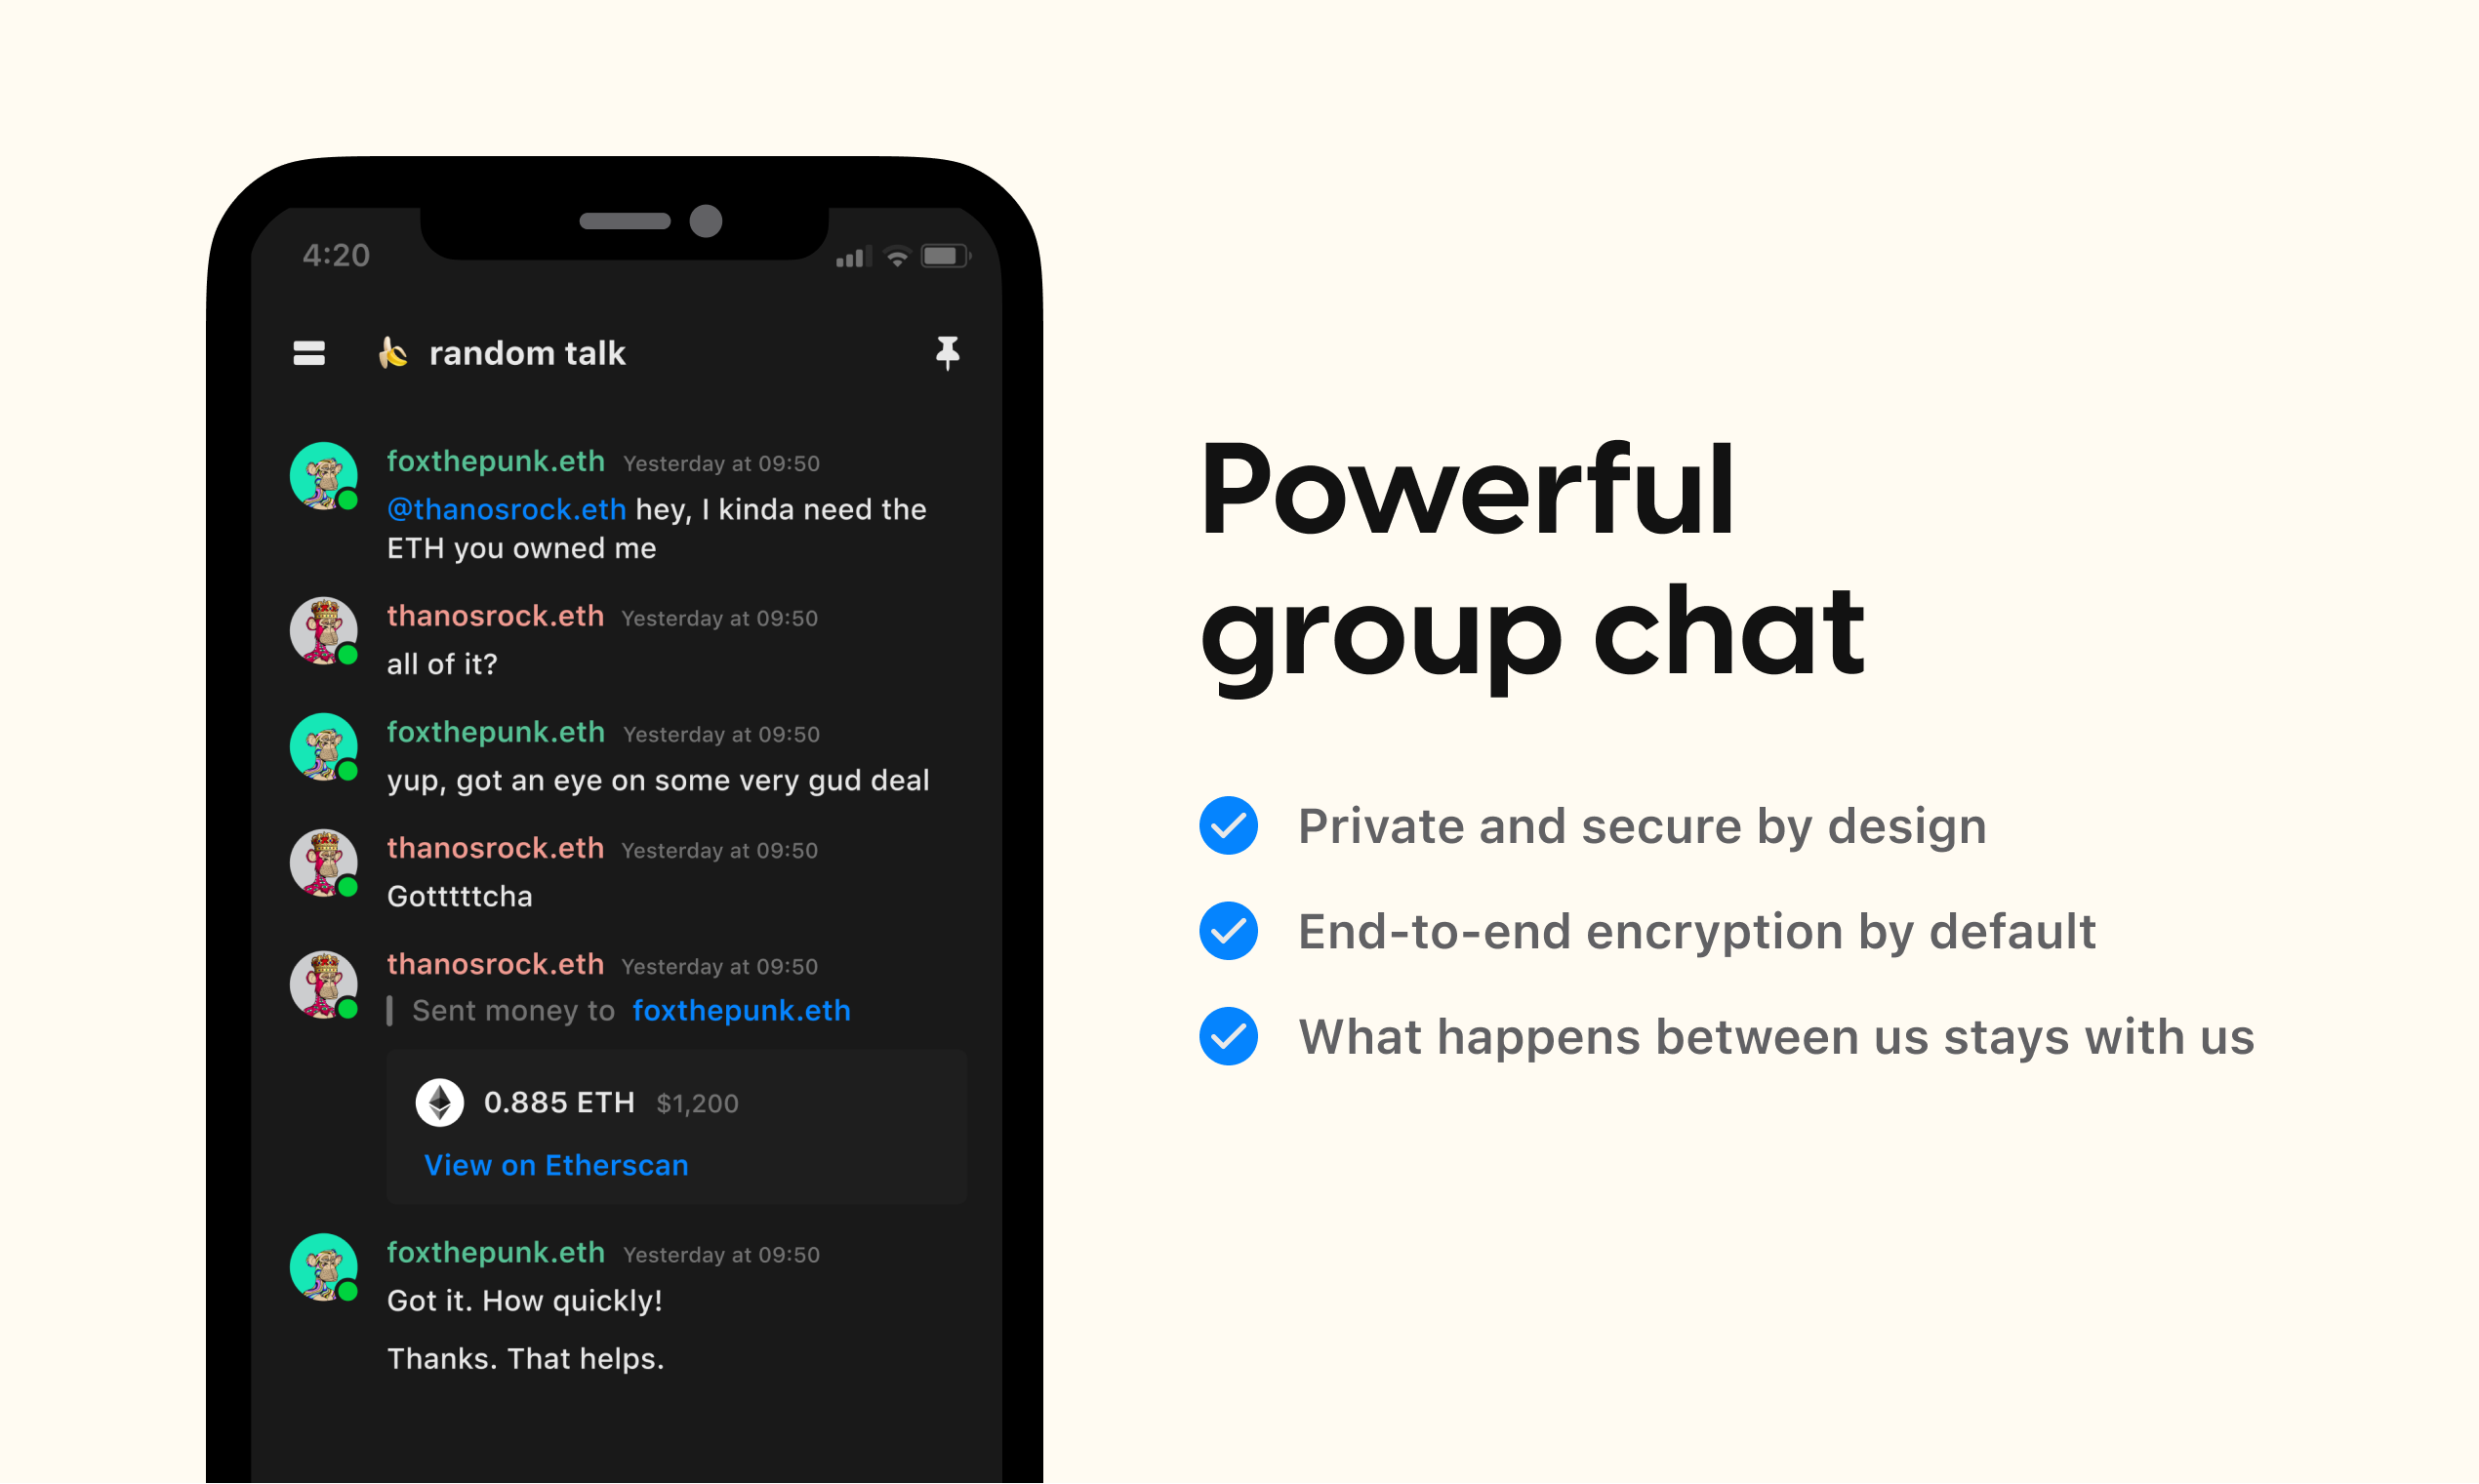 4:20
random talk
foxthepunk.eth Yesterday at 09:50
@thanosrock.eth hey, I kinda need the
ETH you owned me
thanosrock.eth Yesterday at 09:50
all of it?
foxthepunk.eth Yesterday at 09:50
yup, got an eye on some very gud deal
thanosrock.eth Yesterday at 09:50
Gotttttcha
thanosrock.eth Yesterday at 09:50
Sent money to foxthepunk.eth
0.885 ETH $1,200
View on Etherscan
foxthepunk.eth Yesterday at 09:50
Got it. How quickly!
Thanks. That helps.
Powerful
group chat
Private and secure by design
End-to-end encryption by default
What happens between us stays with us